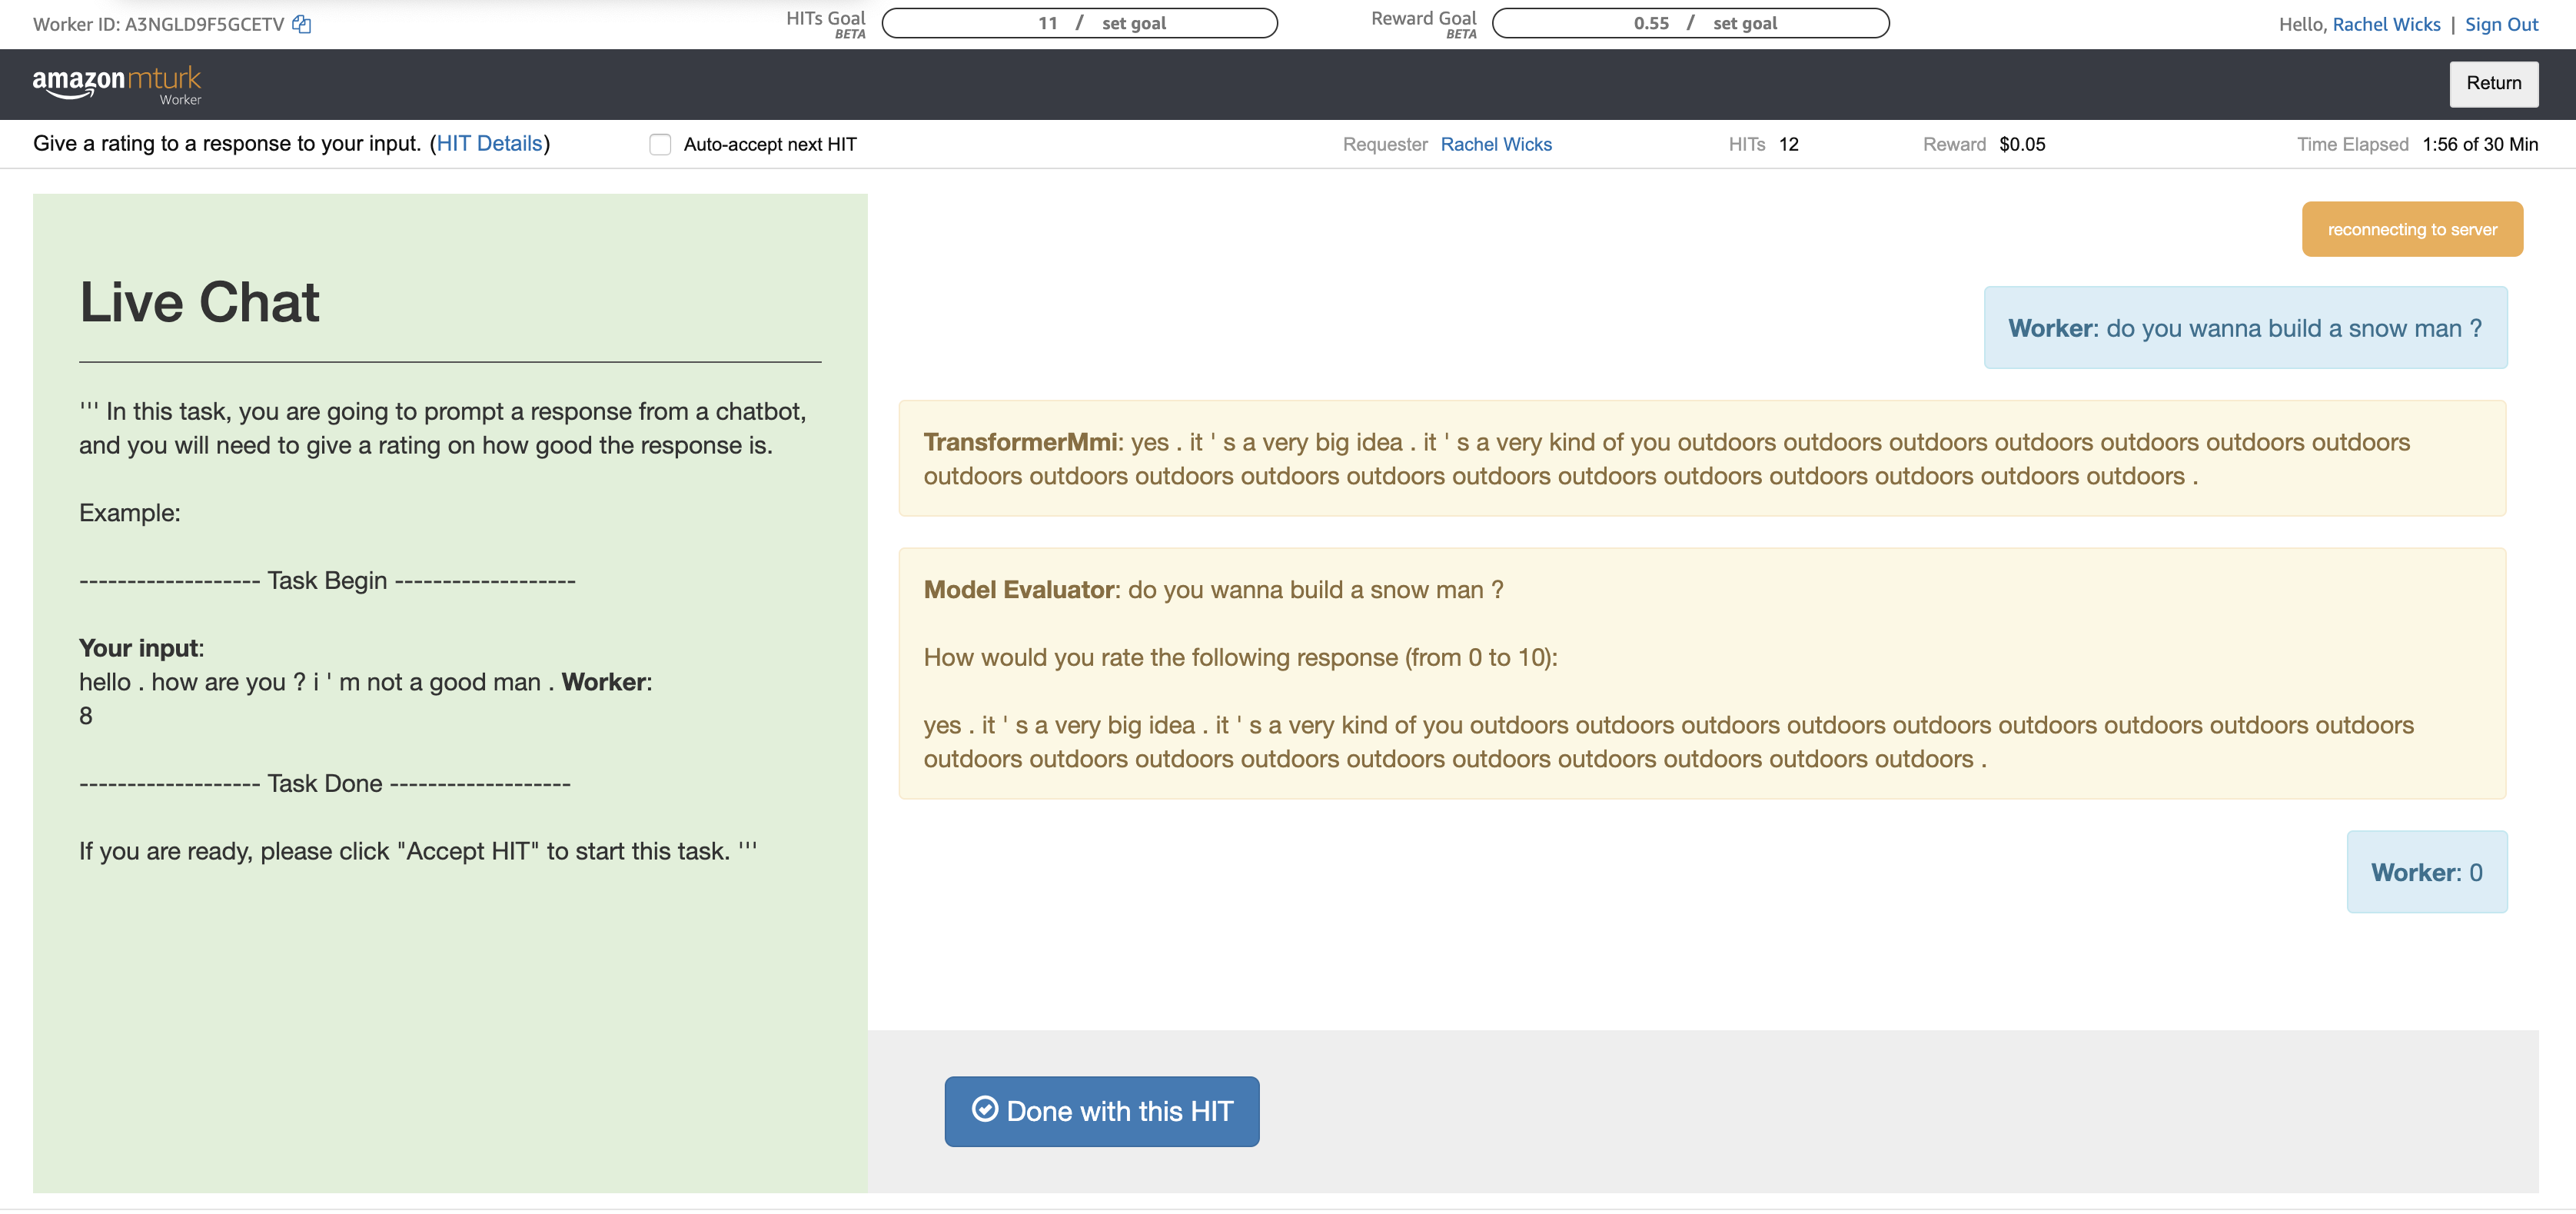 Worker ID: A3NGLD9F5GCETV
HITs Goal
BETA
11 / set goal
Reward Goal
BETA
0.55 / set goal
Hello, Rachel Wicks | Sign Out
amazonmturk
Worker
Return
Give a rating to a response to your input. (HIT Details)
Auto-accept next HIT
Requester Rachel Wicks
HITs 12
Reward $0.05
Time Elapsed 1:56 of 30 Min
Live Chat
''' In this task, you are going to prompt a response from a chatbot,
and you will need to give a rating on how good the response is.
Example:
------------------- Task Begin -------------------
Your input:
hello . how are you ? i ' m not a good man . Worker:
8
------------------- Task Done -------------------
If you are ready, please click "Accept HIT" to start this task. '''
reconnecting to server
Worker: do you wanna build a snow man ?
TransformerMmi: yes . it ' s a very big idea . it ' s a very kind of you outdoors outdoors outdoors outdoors outdoors outdoors outdoors
outdoors outdoors outdoors outdoors outdoors outdoors outdoors outdoors outdoors outdoors outdoors outdoors .
Model Evaluator: do you wanna build a snow man ?
How would you rate the following response (from 0 to 10):
yes . it ' s a very big idea . it ' s a very kind of you outdoors outdoors outdoors outdoors outdoors outdoors outdoors outdoors outdoors
outdoors outdoors outdoors outdoors outdoors outdoors outdoors outdoors outdoors outdoors .
Worker: 0
Done with this HIT